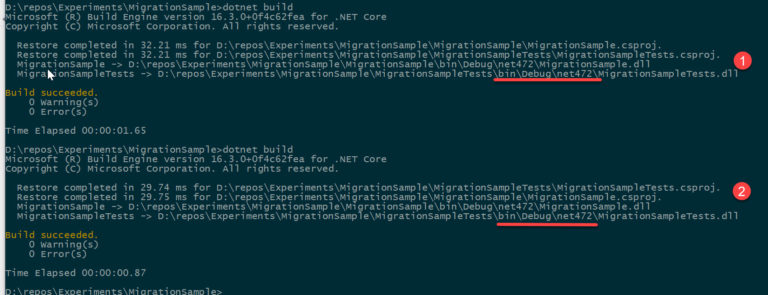 D:\repos\Experiments\MigrationSample>dotnet build
Microsoft (R) Build Engine version 16.3.0+0f4c62fea for .NET Core
Copyright (C) Microsoft Corporation. All rights reserved.
Restore completed in 32.21 ms for D:\repos\Experiments\MigrationSample\MigrationSample\MigrationSample.csproj.
Restore completed in 32.21 ms for D:\repos\Experiments\MigrationSample\MigrationSampleTests\MigrationSampleTests.csproj.
MigrationSample -> D:\repos\Experiments\MigrationSample\MigrationSample\bin\Debug\net472\MigrationSample.dll
1
MigrationSampleTests -> D:\repos\Experiments\MigrationSample\MigrationSampleTests\bin\Debug\net472\MigrationSampleTests.dll
Build succeeded.
0 Warning(s)
0 Error(s)
Time Elapsed 00:00:01.65
D:\repos\Experiments\MigrationSample>dotnet build
Microsoft (R) Build Engine version 16.3.0+0f4c62fea for .NET Core
Copyright (C) Microsoft Corporation. All rights reserved.
Restore completed in 29.74 ms for D:\repos\Experiments\MigrationSample\MigrationSampleTests\MigrationSampleTests.csproj.
2
Restore completed in 29.75 ms for D:\repos\Experiments\MigrationSample\MigrationSample\MigrationSample.csproj.
MigrationSample -> D:\repos\Experiments\MigrationSample\MigrationSample\bin\Debug\net472\MigrationSample.dll
MigrationSampleTests -> D:\repos\Experiments\MigrationSample\MigrationSampleTests\bin\Debug\net472\MigrationSampleTests.dll
Build succeeded.
0 Warning(s)
0 Error(s)
Time Elapsed 00:00:00.87
D:\repos\Experiments\MigrationSample>